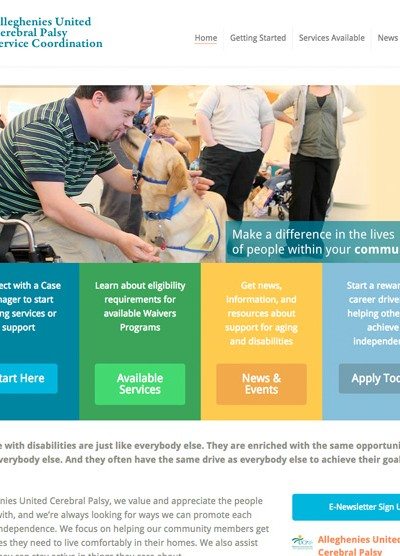 Alleghenies United
Cerebral Palsy
Service Coordination
Home Getting Started Services Available News
Make a difference in the lives
of people within your commu
ect with a Case
nager to start
ng services or
support
Start Here
Learn about eligibility
requirements for
available Waivers
Programs
Available
Services
Get news,
information, and
resources about
support for aging
and disabilities
News &
Events
Start a rewar
career drive
helping othe
achieve
independen
Apply Toc
e with disabilities are just like everybody else. They are enriched with the same opportuni
verybody else. And they often have the same drive as everybody else to achieve their goal
enies United Cerebral Palsy, we value and appreciate the people
with, and we're always looking for ways we can promote each
ndependence. We focus on helping our community members get
es they need to live comfortably in their homes. We also assist
E-Newsletter Sign U
Alleghenies United
Cerebral Palsy